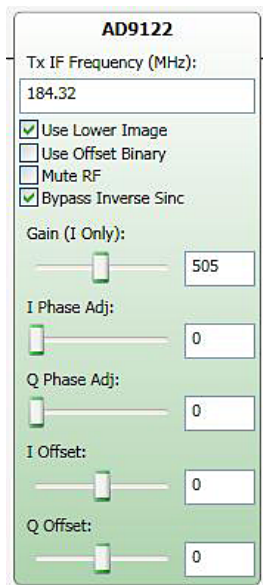 AD9122
Tx IF Frequency (MHz):
184.32
Use Lower Image
Use Offset Binary
Mute RF
Bypass Inverse Sinc
Gain (I Only):
505
I Phase Adj:
0
Q Phase Adj:
0
I Offset:
0
Q Offset:
0